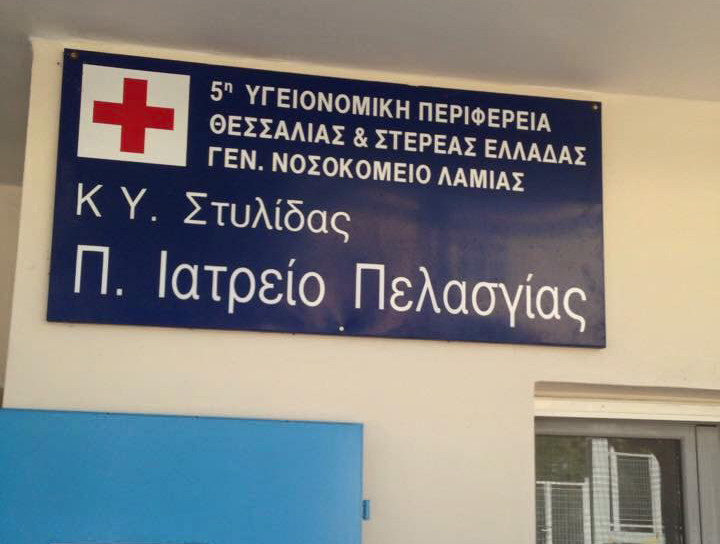 5η ΥΓΕΙΟΝΟΜΙΚΗ ΠΕΡΙΦΕΡΕΙΑ
ΘΕΣΣΑΛΙΑΣ & ΣΤΕΡΕΑΣ ΕΛΛΑΔΑΣ
ΓΕΝ. ΝΟΣΟΚΟΜΕΙΟ ΛΑΜΙΑΣ
Κ Υ. Στυλίδας
Π. Ιατρείο Πελασγίας